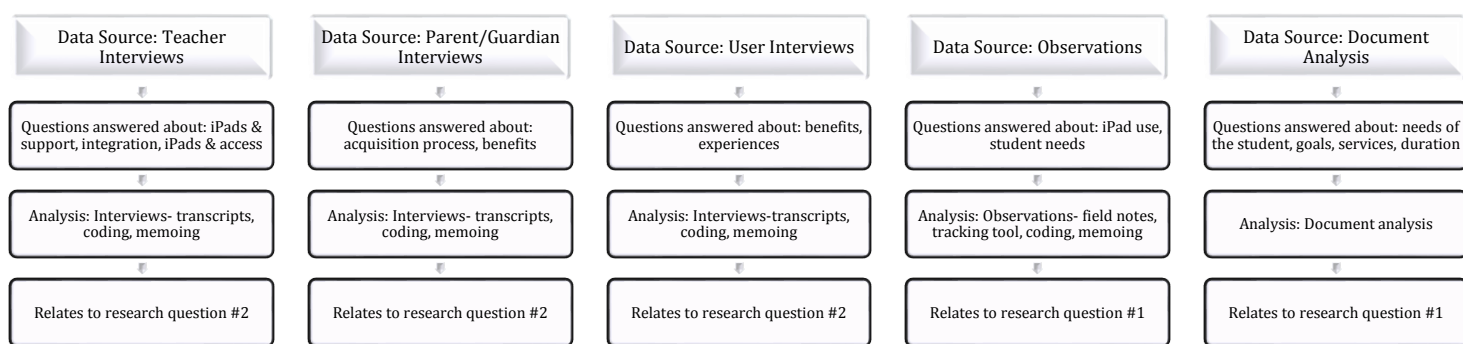 Data Source: Teacher
Interviews
Questions answered about: iPads &
support, integration, iPads & access
Analysis: Interviews- transcripts,
coding, memoing
Relates to research question #2
Data Source: Parent/Guardian
Interviews
Questions answered about:
acquisition process, benefits
Analysis: Interviews- transcripts,
coding, memoing
Relates to research question #2
Data Source: User Interviews
Questions answered about: benefits,
experiences
Analysis: Interviews-transcripts,
coding, memoing
Relates to research question #2
Data Source: Observations
Questions answered about: iPad use,
student needs
Analysis: Observations- field notes,
tracking tool, coding, memoing
Relates to research question #1
Data Source: Document
Analysis
Questions answered about: needs of
the student, goals, services, duration
Analysis: Document analysis
Relates to research question #1